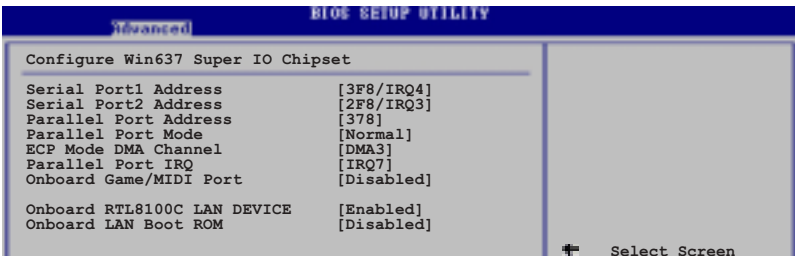 BIOS SETUP UTILITY
Advanced
Configure Win637 Super IO Chipset
Serial Port1 Address [3F8/IRQ4]
Serial Port2 Address [2F8/IRQ3]
Parallel Port Address [378]
Parallel Port Mode [Normal]
ECP Mode DMA Channel [DMA3]
Parallel Port IRQ [IRQ7]
Onboard Game/MIDI Port [Disabled]
Onboard RTL8100C LAN DEVICE [Enabled]
Onboard LAN Boot ROM [Disabled]
Select Screen